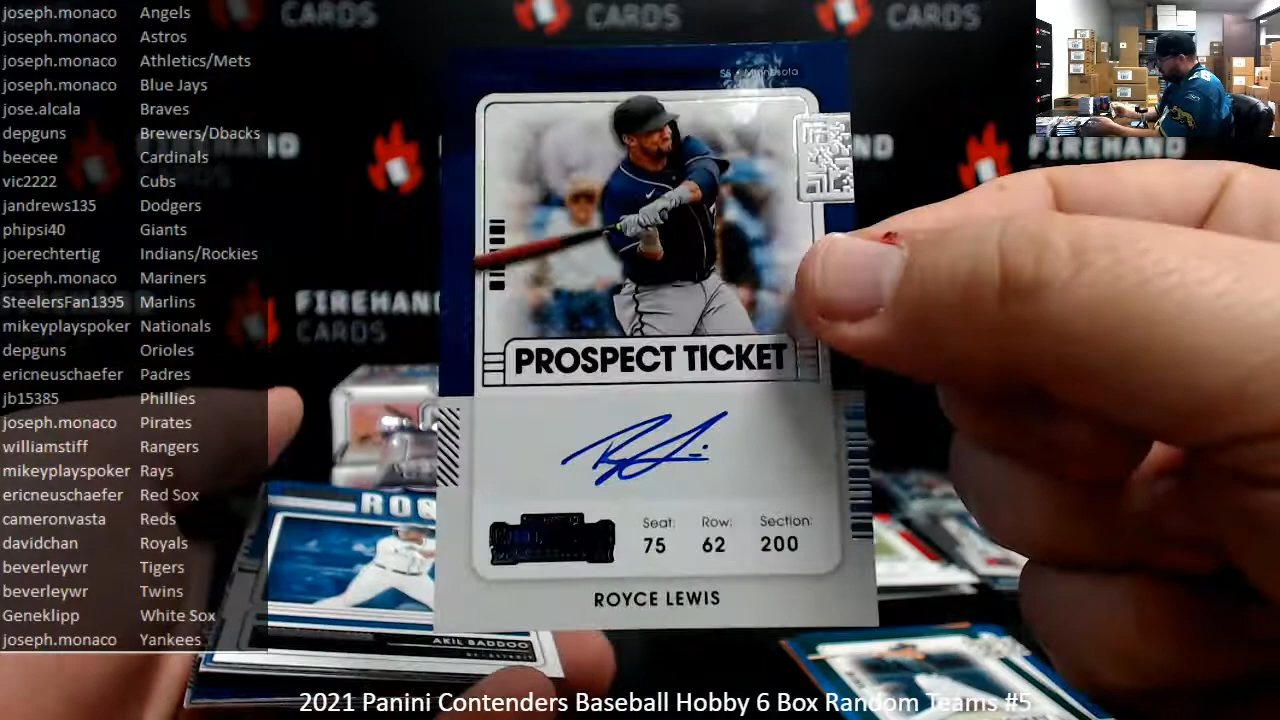 joseph.monaco Angels
joseph.monaco Astros
joseph.monaco Athletics/Mets
joseph.monaco Blue Jays
jose.alcala Braves
depguns Brewers/Dbacks
beecee Cardinals
vic2222 Cubs
jandrews135 Dodgers
phipsi40 Giants
joerechtertig Indians/Rockies
joseph.monaco Mariners
SteelersFan1395 Marlins
mikeyplayspoker Nationals
depguns Orioles
ericneuschaefer Padres
jb15385 Phillies
joseph.monaco Pirates
williamstiff Rangers
mikeyplayspoker Rays
ericneuschaefer Red Sox
cameronvasta Reds
davidchan Royals
beverleywr Tigers
beverleywr Twins
Geneklipp White Sox
joseph.monaco Yankees
CARDS
CARDS
CARDS
FIREHAND
FIREHAND
CARDS
SS • Minnesota
PROSPECT TICKET
Seat: Row: Section:
75 62 200
ROYCE LEWIS
ROO
AKIL BADDOO
2021 Panini Contenders Baseball Hobby 6 Box Random Teams #5